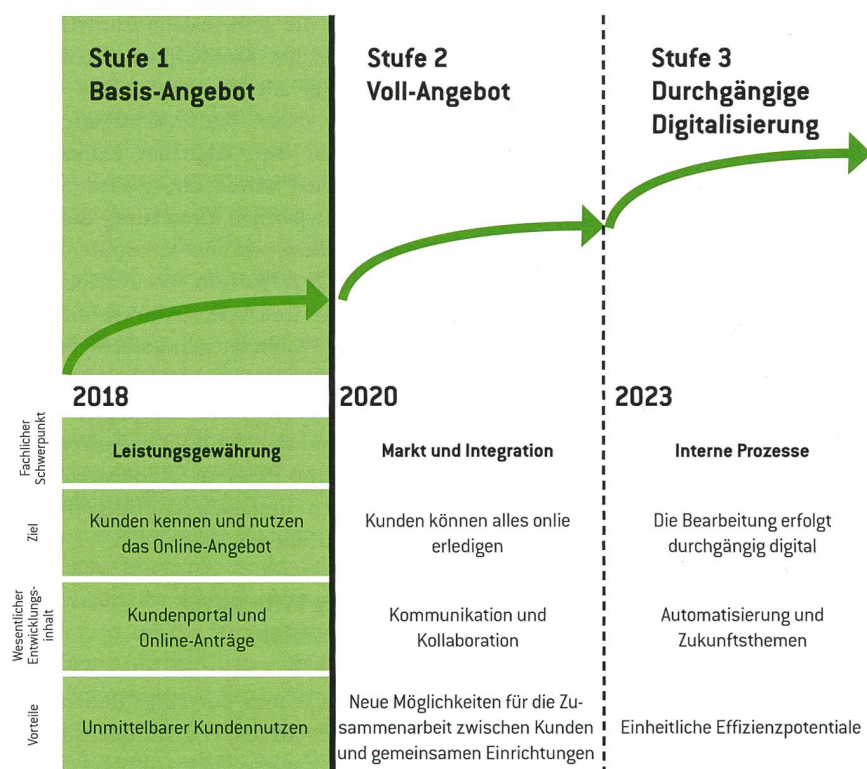 Stufe 1
Basis-Angebot
Stufe 2
Voll-Angebot
Stufe 3
Durchgängige
Digitalisierung
2018
2020
2023
Fachlicher
Schwerpunkt
Leistungsgewährung
Markt und Integration
Interne Prozesse
Ziel
Kunden kennen und nutzen
das Online-Angebot
Kunden können alles onlie
erledigen
Die Bearbeitung erfolgt
durchgängig digital
Wesentlicher
Entwicklungs-
inhalt
Kundenportal und
Online-Anträge
Kommunikation und
Kollaboration
Automatisierung und
Zukunftsthemen
Vorteile
Unmittelbarer Kundennutzen
Neue Möglichkeiten für die Zu-
sammenarbeit zwischen Kunden
und gemeinsamen Einrichtungen
Einheitliche Effizienzpotentiale